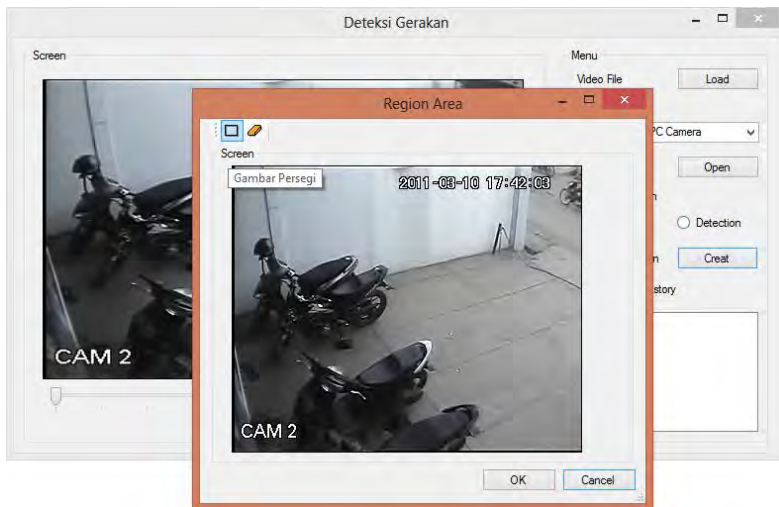 Deteksi Gerakan
Screen
Menu
Video File
Load
Region Area
PC Camera
Screen
Open
Gambar Persegi
2011-03-10 17:42:03
Detection
Creat
story
CAM 2
CAM 2
OK
Cancel